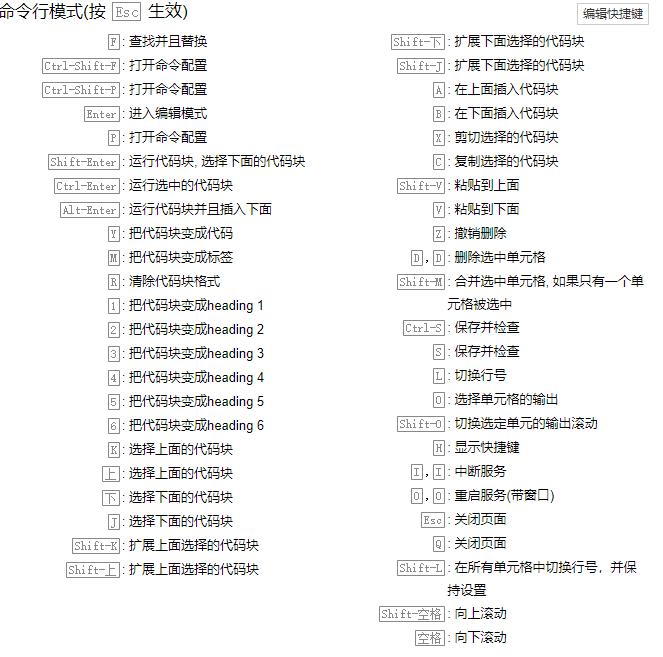 命令行模式(按 Esc 生效)
编辑快捷键
F : 查找并且替换
Ctrl-Shift-F : 打开命令配置
Ctrl-Shift-P : 打开命令配置
Enter : 进入编辑模式
P : 打开命令配置
Shift-Enter : 运行代码块, 选择下面的代码块
Ctrl-Enter : 运行选中的代码块
Alt-Enter : 运行代码块并且插入下面
Y : 把代码块变成代码
M : 把代码块变成标签
R : 清除代码块格式
1 : 把代码块变成heading 1
2 : 把代码块变成heading 2
3 : 把代码块变成heading 3
4 : 把代码块变成heading 4
5 : 把代码块变成heading 5
6 : 把代码块变成heading 6
K : 选择上面的代码块
上 : 选择上面的代码块
下 : 选择下面的代码块
J : 选择下面的代码块
Shift-K : 扩展上面选择的代码块
Shift-上 : 扩展上面选择的代码块
Shift-下 : 扩展下面选择的代码块
Shift-J : 扩展下面选择的代码块
A : 在上面插入代码块
B : 在下面插入代码块
X : 剪切选择的代码块
C : 复制选择的代码块
Shift-V : 粘贴到上面
V : 粘贴到下面
Z : 撤销删除
D , D : 删除选中单元格
Shift-M : 合并选中单元格, 如果只有一个单
元格被选中
Ctrl-S : 保存并检查
S : 保存并检查
L : 切换行号
O : 选择单元格的输出
Shift-O : 切换选定单元的输出滚动
H : 显示快捷键
I , I : 中断服务
0 , 0 : 重启服务(带窗口)
Esc : 关闭页面
Q : 关闭页面
Shift-L : 在所有单元格中切换行号，并保
持设置
Shift-空格 : 向上滚动
空格 : 向下滚动